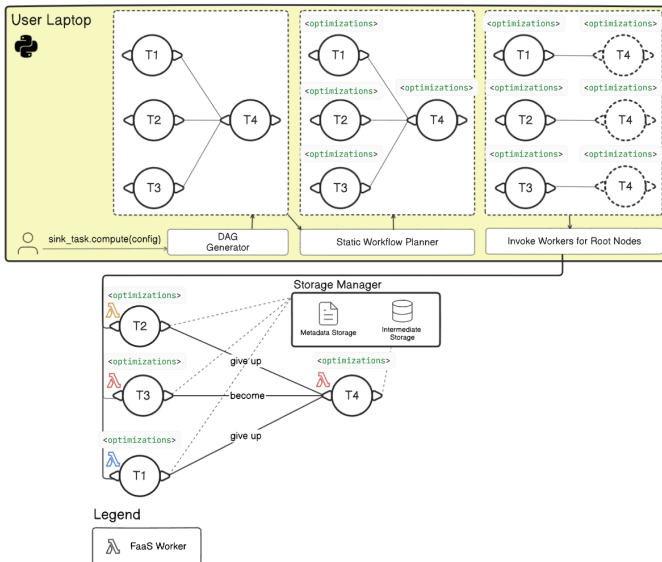 User Laptop
T1
T2
T3
T4
<optimizations>
T1
<optimizations>
<optimizations>
T2
T4
<optimizations>
T3
<optimizations>
<optimizations>
T1
T4
<optimizations>
<optimizations>
T2
T4
<optimizations>
<optimizations>
T3
T4
sink_task.compute(config)
DAG
Generator
Static Workflow Planner
Invoke Workers for Root Nodes
Storage Manager
Metadata Storage
Intermediate
Storage
<optimizations>
T2
<optimizations>
T3
<optimizations>
T1
give up
become
give up
<optimizations>
T4
Legend
FaaS Worker